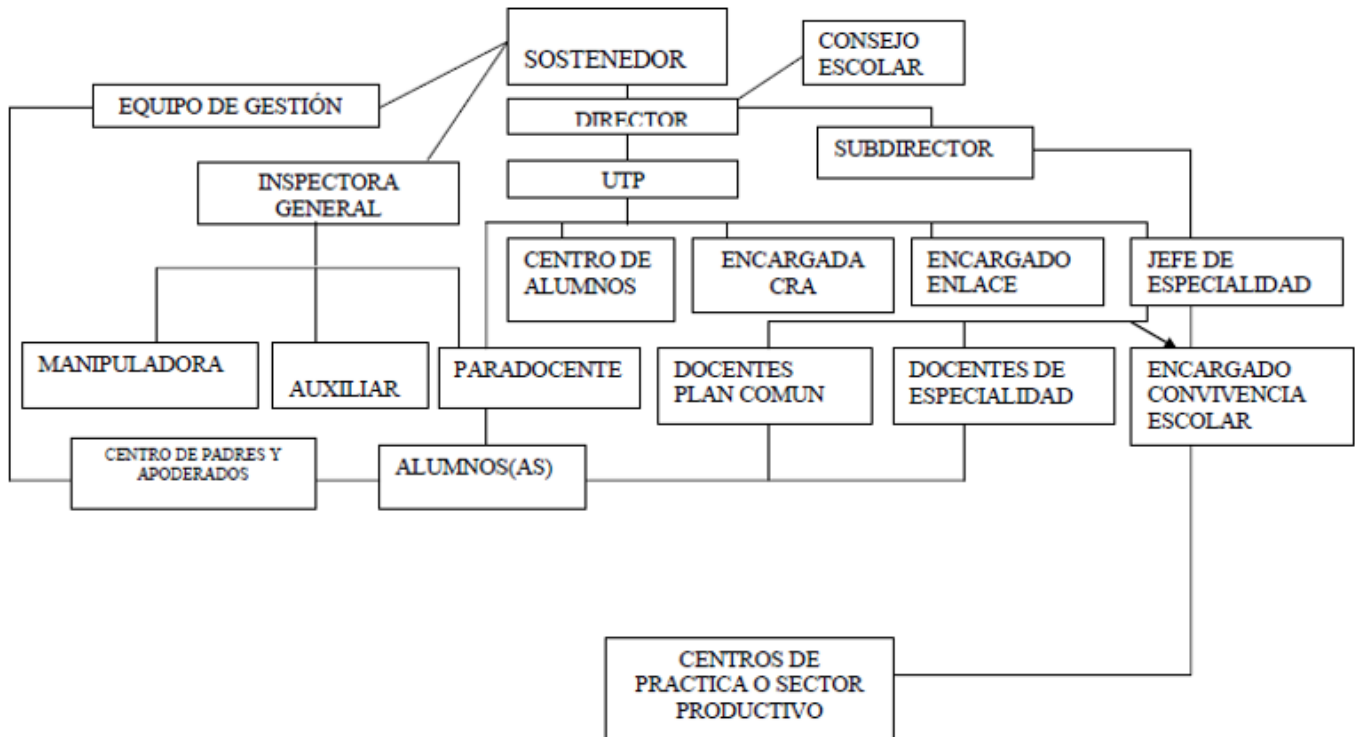 SOSTENEDOR
CONSEJO
ESCOLAR
EQUIPO DE GESTIÓN
DIRECTOR
SUBDIRECTOR
INSPECTORA
GENERAL
UTP
CENTRO DE
ALUMNOS
ENCARGADA
CRA
ENCARGADO
ENLACE
JEFE DE
ESPECIALIDAD
MANIPULADORA
AUXILIAR
PARADOCENTE
DOCENTES
PLAN COMUN
DOCENTES DE
ESPECIALIDAD
ENCARGADO
CONVIVENCIA
ESCOLAR
CENTRO DE PADRES Y
APODERADOS
ALUMNOS(AS)
CENTROS DE
PRACTICA O SECTOR
PRODUCTIVO